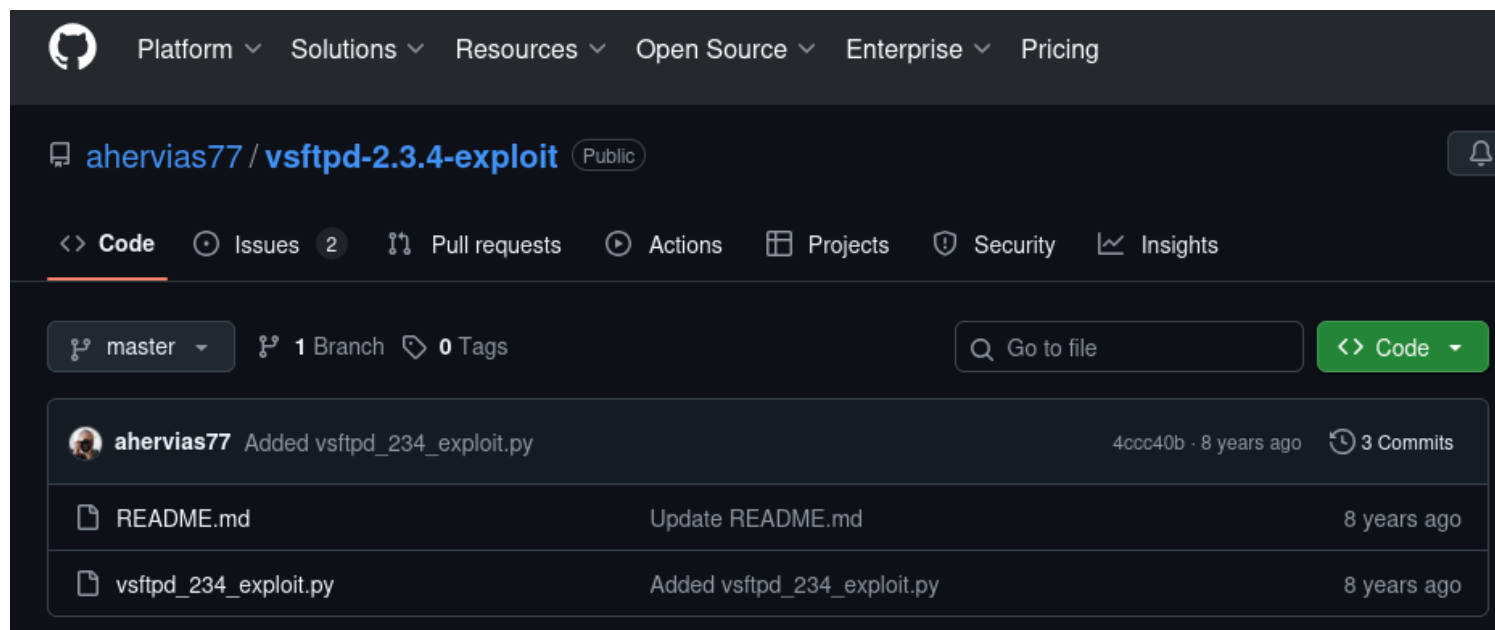 Platform Solutions Resources Open Source Enterprise Pricing
ahervias77 / vsftpd-2.3.4-exploit Public
Code Issues 2 Pull requests Actions Projects Security Insights
master 1 Branch 0 Tags Go to file Code
ahervias77 Added vsftpd_234_exploit.py 4ccc40b · 8 years ago 3 Commits
README.md Update README.md 8 years ago
vsftpd_234_exploit.py Added vsftpd_234_exploit.py 8 years ago